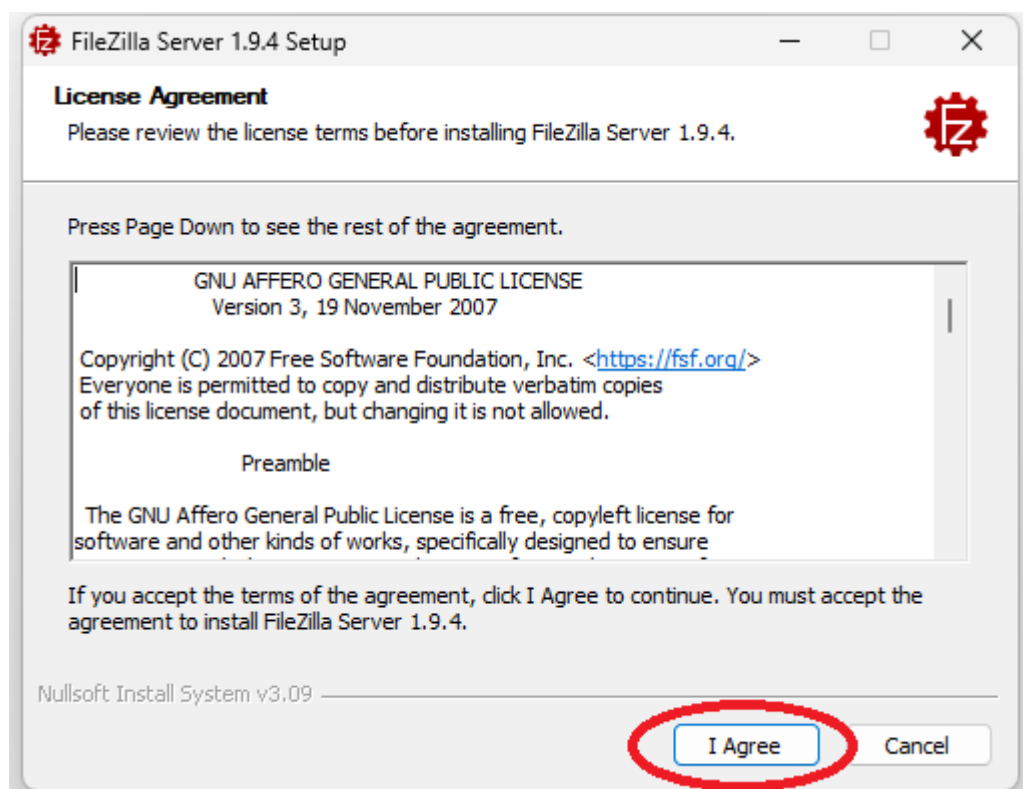 FileZilla Server 1.9.4 Setup
License Agreement
Please review the license terms before installing FileZilla Server 1.9.4.
Fz
Press Page Down to see the rest of the agreement.
GNU AFFERO GENERAL PUBLIC LICENSE
Version 3, 19 November 2007
Copyright (C) 2007 Free Software Foundation, Inc. <https://fsf.org/>
Everyone is permitted to copy and distribute verbatim copies
of this license document, but changing it is not allowed.
Preamble
The GNU Affero General Public License is a free, copyleft license for
software and other kinds of works, specifically designed to ensure
If you accept the terms of the agreement, click I Agree to continue. You must accept the
agreement to install FileZilla Server 1.9.4.
Nullsoft Install System v3.09
I Agree
Cancel